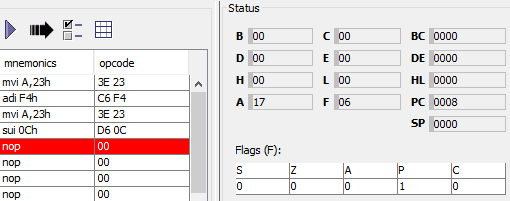 mnemonics opcode
mvi A,23h 3E 23
adi F4h C6 F4
mvi A,23h 3E 23
sui 0Ch D6 0C
nop 00
nop 00
nop 00
nop 00
Status
B 00 C 00 BC 0000
D 00 E 00 DE 0000
H 00 L 00 HL 0000
A 17 F 06 PC 0008
SP 0000
Flags (F):
S Z A P C
0 0 0 1 0